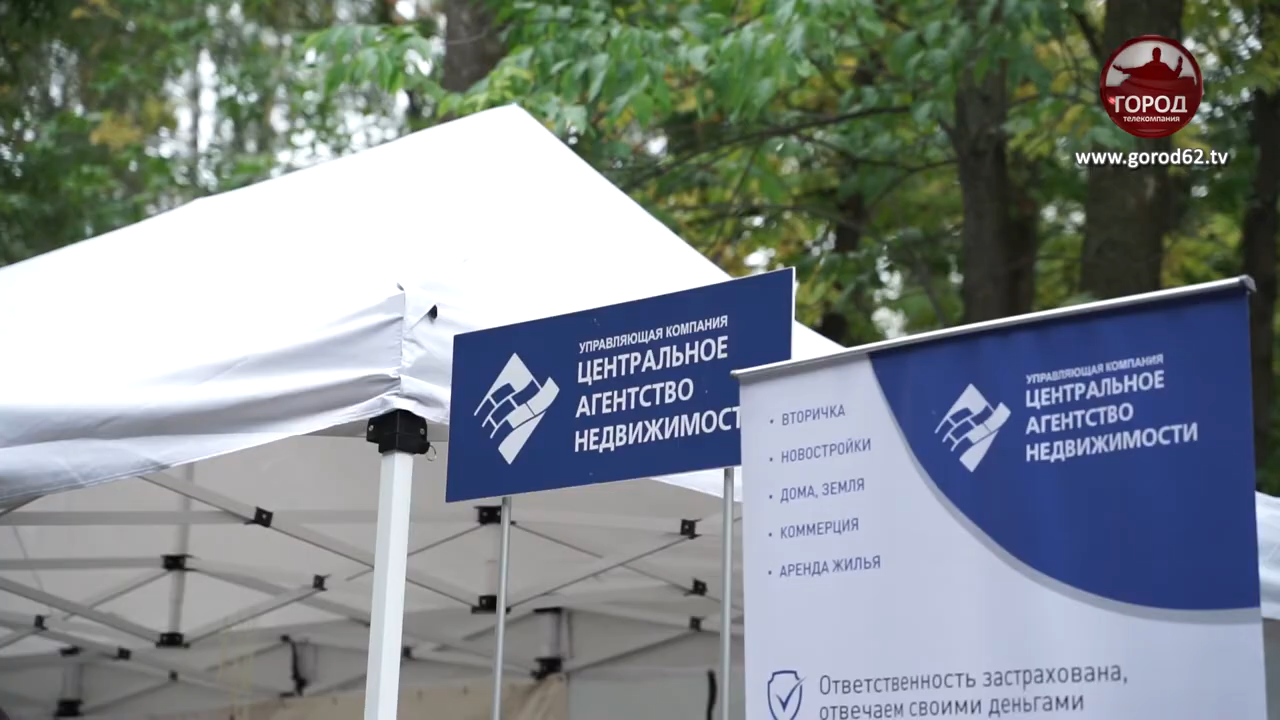 ГОРОД
телекомпания
www.gorod62.tv
УПРАВЛЯЮЩАЯ КОМПАНИЯ
ЦЕНТРАЛЬНОЕ
АГЕНТСТВО
НЕДВИЖИМОСТ
УПРАВЛЯЮЩАЯ КОМПАНИЯ
ЦЕНТРАЛЬНОЕ
АГЕНТСТВО
НЕДВИЖИМОСТИ
• ВТОРИЧКА
• НОВОСТРОЙКИ
• ДОМА, ЗЕМЛЯ
• КОММЕРЦИЯ
• АРЕНДА ЖИЛЬЯ
Ответственность застрахована,
отвечаем своими деньгами